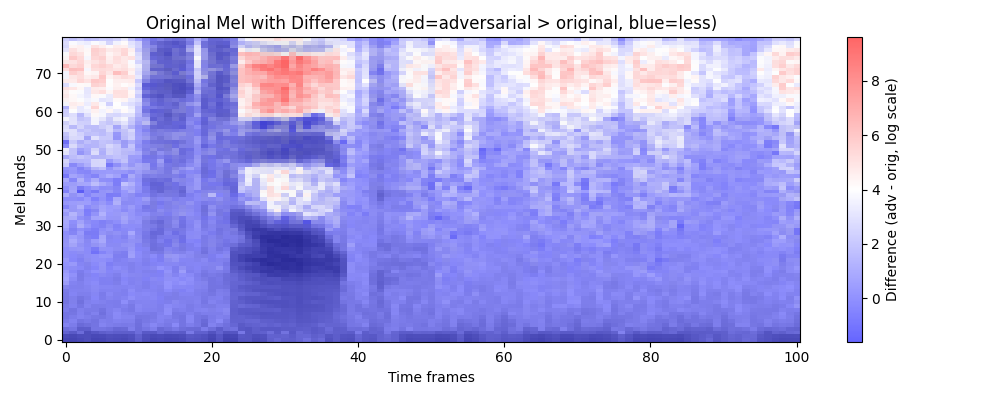 Original Mel with Differences (red=adversarial > original, blue=less)
Mel bands
70
60
50
40
30
20
10
0
0 20 40 60 80 100
Time frames
8
6
4
2
0
Difference (adv - orig, log scale)